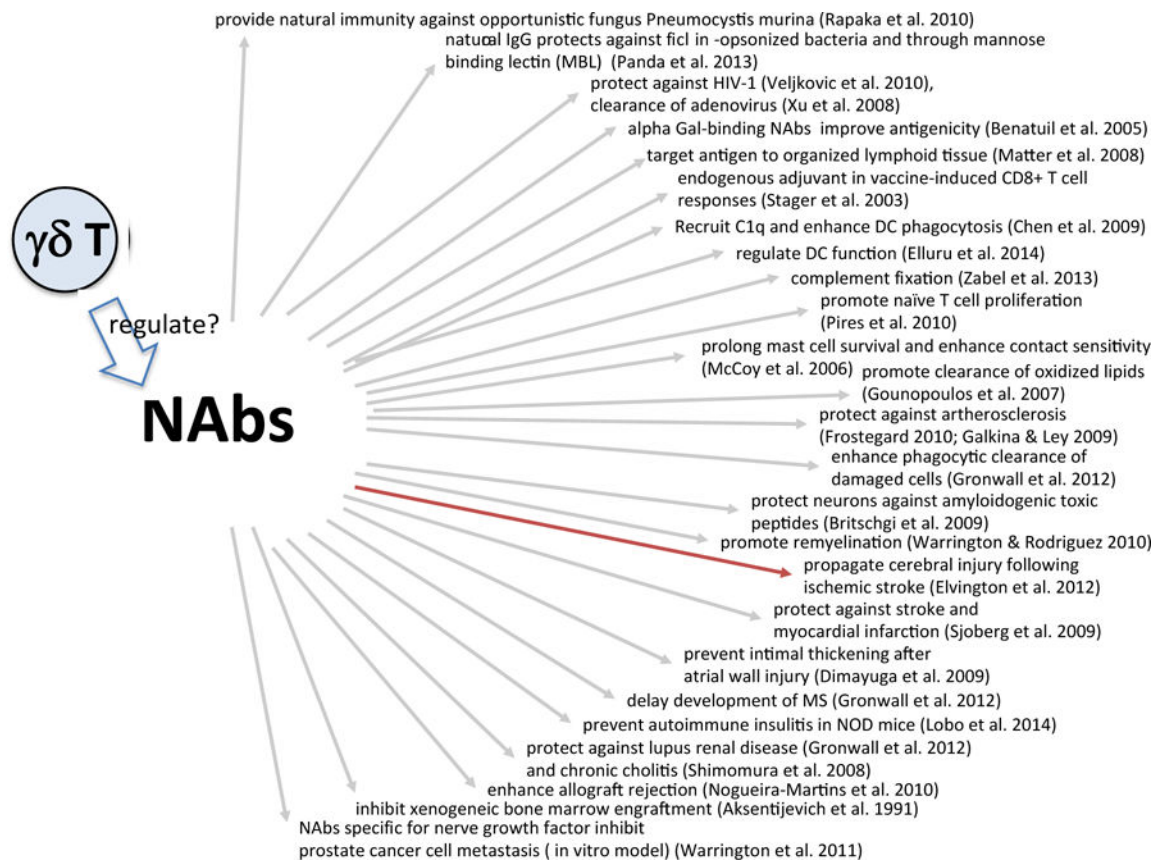 provide natural immunity against opportunistic fungus Pneumocystis murina (Rapaka et al. 2010)
natural IgG protects against ficl in -opsonized bacteria and through mannose
binding lectin (MBL) (Panda et al. 2013)
protect against HIV-1 (Veljkovic et al. 2010),
clearance of adenovirus (Xu et al. 2008)
alpha Gal-binding NAbs improve antigenicity (Benatuil et al. 2005)
target antigen to organized lymphoid tissue (Matter et al. 2008)
endogenous adjuvant in vaccine-induced CD8+ T cell
responses (Stager et al. 2003)
γδ T
Recruit C1q and enhance DC phagocytosis (Chen et al. 2009)
regulate DC function (Elluru et al. 2014)
complement fixation (Zabel et al. 2013)
promote naïve T cell proliferation
(Pires et al. 2010)
regulate?
prolong mast cell survival and enhance contact sensitivity
(McCoy et al. 2006)
promote clearance of oxidized lipids
(Gounopoulos et al. 2007)
NAbs
protect against artherosclerosis
(Frostegard 2010; Galkina & Ley 2009)
enhance phagocytic clearance of
damaged cells (Gronwall et al. 2012)
protect neurons against amyloidogenic toxic
peptides (Britschgi et al. 2009)
promote remyelination (Warrington & Rodriguez 2010)
propagate cerebral injury following
ischemic stroke (Elvington et al. 2012)
protect against stroke and
myocardial infarction (Sjoberg et al. 2009)
prevent intimal thickening after
atrial wall injury (Dimayuga et al. 2009)
delay development of MS (Gronwall et al. 2012)
prevent autoimmune insulitis in NOD mice (Lobo et al. 2014)
protect against lupus renal disease (Gronwall et al. 2012)
and chronic cholitis (Shimomura et al. 2008)
enhance allograft rejection (Nogueira-Martins et al. 2010)
inhibit xenogeneic bone marrow engraftment (Aksentijevich et al. 1991)
NAbs specific for nerve growth factor inhibit
prostate cancer cell metastasis ( in vitro model) (Warrington et al. 2011)